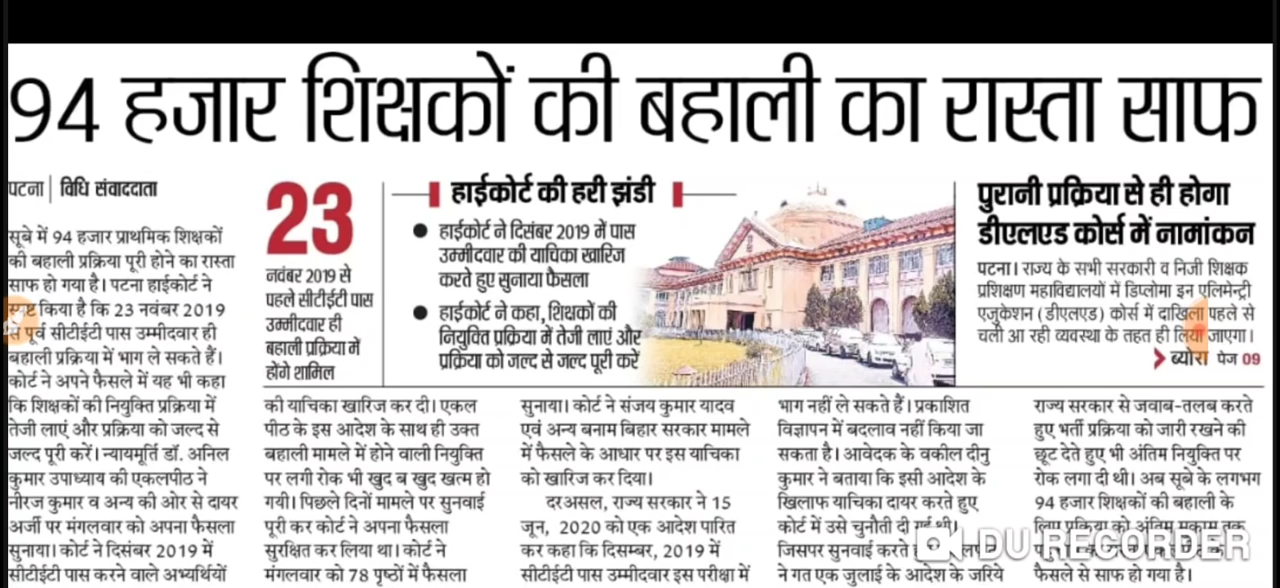 94 हजार शिक्षकों की बहाली का रास्ता साफ
पटना | विधि संवाददाता
सूबे में 94 हजार प्राथमिक शिक्षकों
की बहाली प्रक्रिया पूरी होने का रास्ता
साफ हो गया है। पटना हाईकोर्ट ने
स्पष्ट किया है कि 23 नवंबर 2019
से पूर्व सीटीईटी पास उम्मीदवार ही
बहाली प्रक्रिया में भाग ले सकते हैं।
कोर्ट ने अपने फैसले में यह भी कहा
कि शिक्षकों की नियुक्ति प्रक्रिया में
तेजी लाएं और प्रक्रिया को जल्द से
जल्द पूरी करें। न्यायमूर्ति डॉ. अनिल
कुमार उपाध्याय की एकलपीठ ने
नीरज कुमार व अन्य की ओर से दायर
अर्जी पर मंगलवार को अपना फैसला
सुनाया। कोर्ट ने दिसंबर 2019 में
सीटीईटी पास करने वाले अभ्यर्थियों
23
नवंबर 2019 से
पहले सीटीईटी पास
उम्मीदवार ही
बहाली प्रक्रिया में
होंगे शामिल
हाईकोर्ट की हरी झंडी
● हाईकोर्ट ने दिसंबर 2019 में पास
उम्मीदवार की याचिका खारिज
करते हुए सुनाया फैसला
● हाईकोर्ट ने कहा, शिक्षकों की
नियुक्ति प्रक्रिया में तेजी लाएं और
प्रक्रिया को जल्द से जल्द पूरी करें
पुरानी प्रक्रिया से ही होगा
डीएलएड कोर्स में नामांकन
पटना। राज्य के सभी सरकारी व निजी शिक्षक
प्रशिक्षण महाविद्यालयों में डिप्लोमा इन एलिमेन्ट्री
एजुकेशन (डीएलएड) कोर्स में दाखिला पहले से
चली आ रही व्यवस्था के तहत ही लिया जाएगा।
ब्योरा पेज 09
की याचिका खारिज कर दी। एकल
पीठ के इस आदेश के साथ ही उक्त
बहाली मामले में होने वाली नियुक्ति
पर लगी रोक भी खुद ब खुद खत्म हो
गयी। पिछले दिनों मामले पर सुनवाई
पूरी कर कोर्ट ने अपना फैसला
सुरक्षित कर लिया था। कोर्ट ने
मंगलवार को 78 पृष्ठों में फैसला
सुनाया। कोर्ट ने संजय कुमार यादव
एवं अन्य बनाम बिहार सरकार मामले
में फैसले के आधार पर इस याचिका
को खारिज कर दिया।
दरअसल, राज्य सरकार ने 15
जून, 2020 को एक आदेश पारित
कर कहा कि दिसम्बर, 2019 में
सीटीईटी पास उम्मीदवार इस परीक्षा में
भाग नहीं ले सकते हैं। प्रकाशित
विज्ञापन में बदलाव नहीं किया जा
सकता है। आवेदक के वकील दीनु
कुमार ने बताया कि इसी आदेश के
खिलाफ याचिका दायर करते हुए
कोर्ट में उसे चुनौती दी गई थी।
जिसपर सुनवाई करते
ने गत एक जुलाई के आदेश के जरिये
राज्य सरकार से जवाब-तलब करते
हुए भर्ती प्रक्रिया को जारी रखने की
छूट देते हुए भी अंतिम नियुक्ति पर
रोक लगा दी थी। अब सूबे के लगभग
94 हजार शिक्षकों की बहाली के
लिए प्रक्रिया को अंतिम मुकाम तक
फैसले से साफ हो गया है।
DU RECORDER